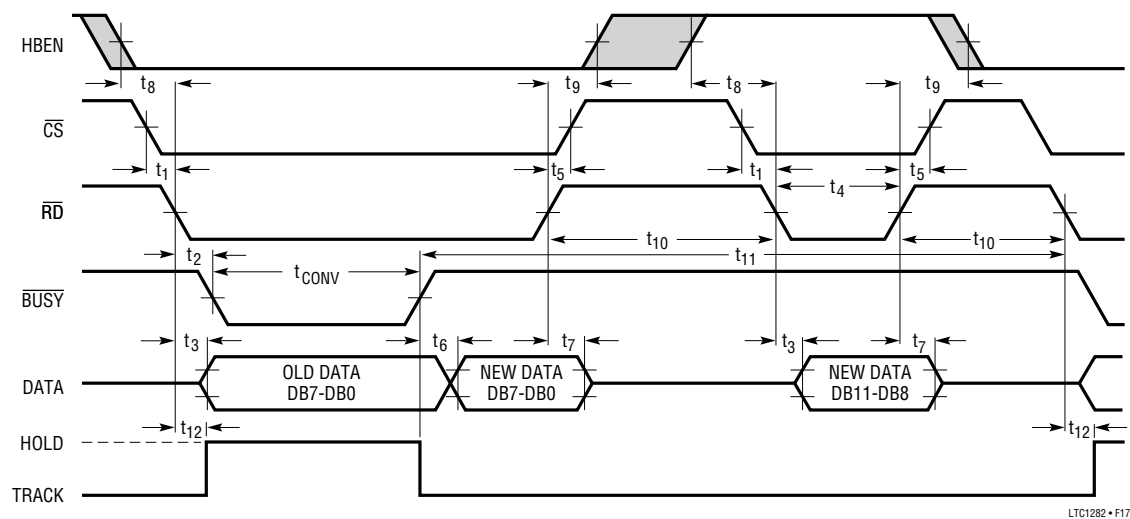 HBEN
t8 t9 t8 t9
CS
t1 t5 t1 t4 t5
RD
t2 tCONV t10 t11 t10
BUSY
t3 t6 t7 t3 t7
DATA
OLD DATA
DB7-DB0
NEW DATA
DB7-DB0
NEW DATA
DB11-DB8
t12 t12
HOLD
TRACK
LTC1282 • F17